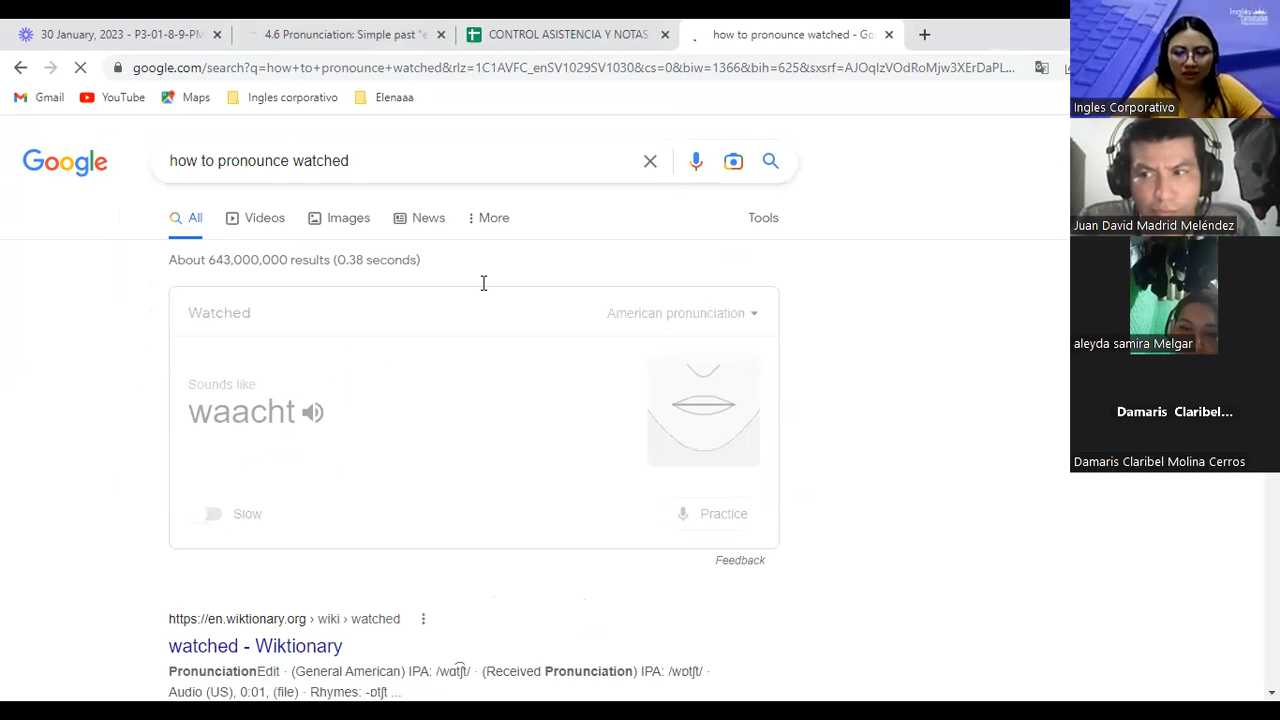 30 January, 2023 - P3-01-8-9-PM
4.6 Pronunciation: Simple past
CONTROL ASISTENCIA Y NOTAS
how to pronounce watched - Go
google.com/search?q=how+to+pronounce+watched&rlz=1C1AVFC_enSV1029SV1030&cs=0&biw=1366&bih=625&sxsrf=AJOqlzVOdRoMjw3XErDaPL...
Gmail
YouTube
Maps
Ingles corporativo
Elenaaa
Google
how to pronounce watched
All
Videos
Images
News
More
Tools
About 643,000,000 results (0.38 seconds)
Watched
American pronunciation
Sounds like
waacht
Slow
Practice
Feedback
https://en.wiktionary.org › wiki › watched
watched - Wiktionary
PronunciationEdit · (General American) IPA: /wɑt͡ʃt/ · (Received Pronunciation) IPA: /wɒtʃt/ ·
Audio (US), 0:01, (file) · Rhymes: -ɒtʃt ...
Ingles Corporativo
Juan David Madrid Meléndez
aleyda samira Melgar
Damaris Claribel...
Damaris Claribel Molina Cerros